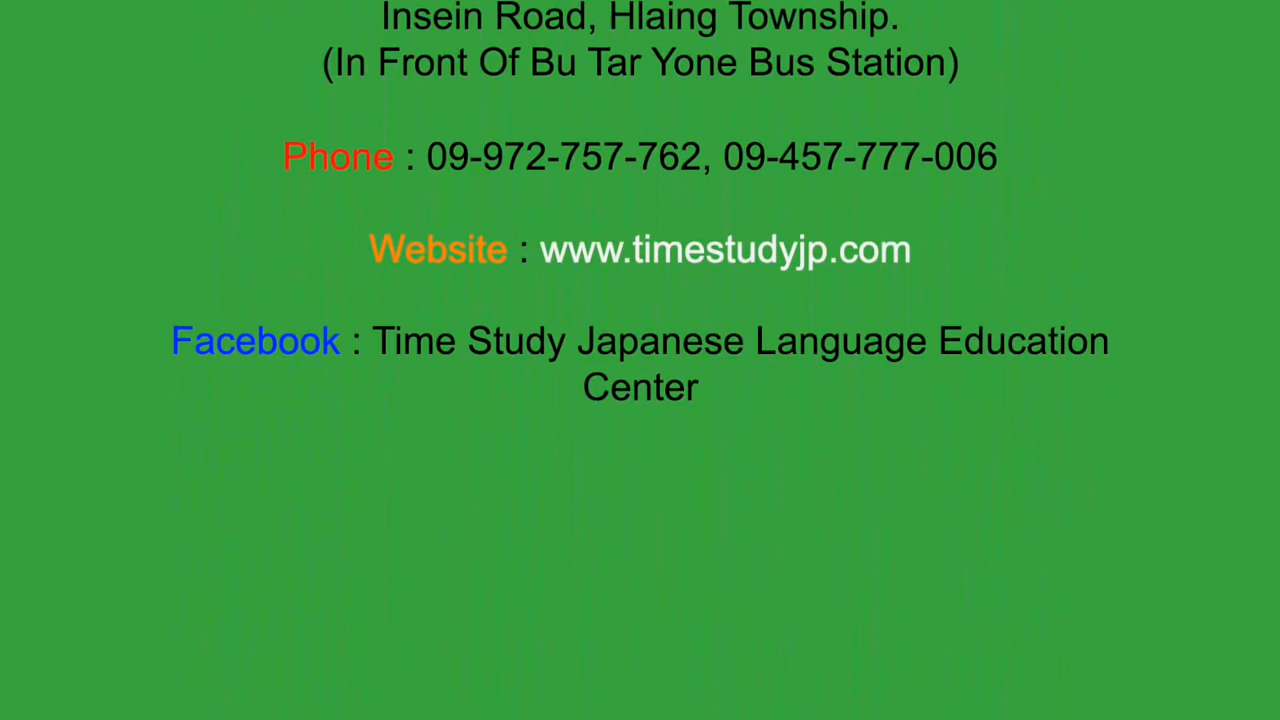 Insein Road, Hlaing Township.
(In Front Of Bu Tar Yone Bus Station)
Phone : 09-972-757-762, 09-457-777-006
Website : www.timestudyjp.com
Facebook : Time Study Japanese Language Education
Center